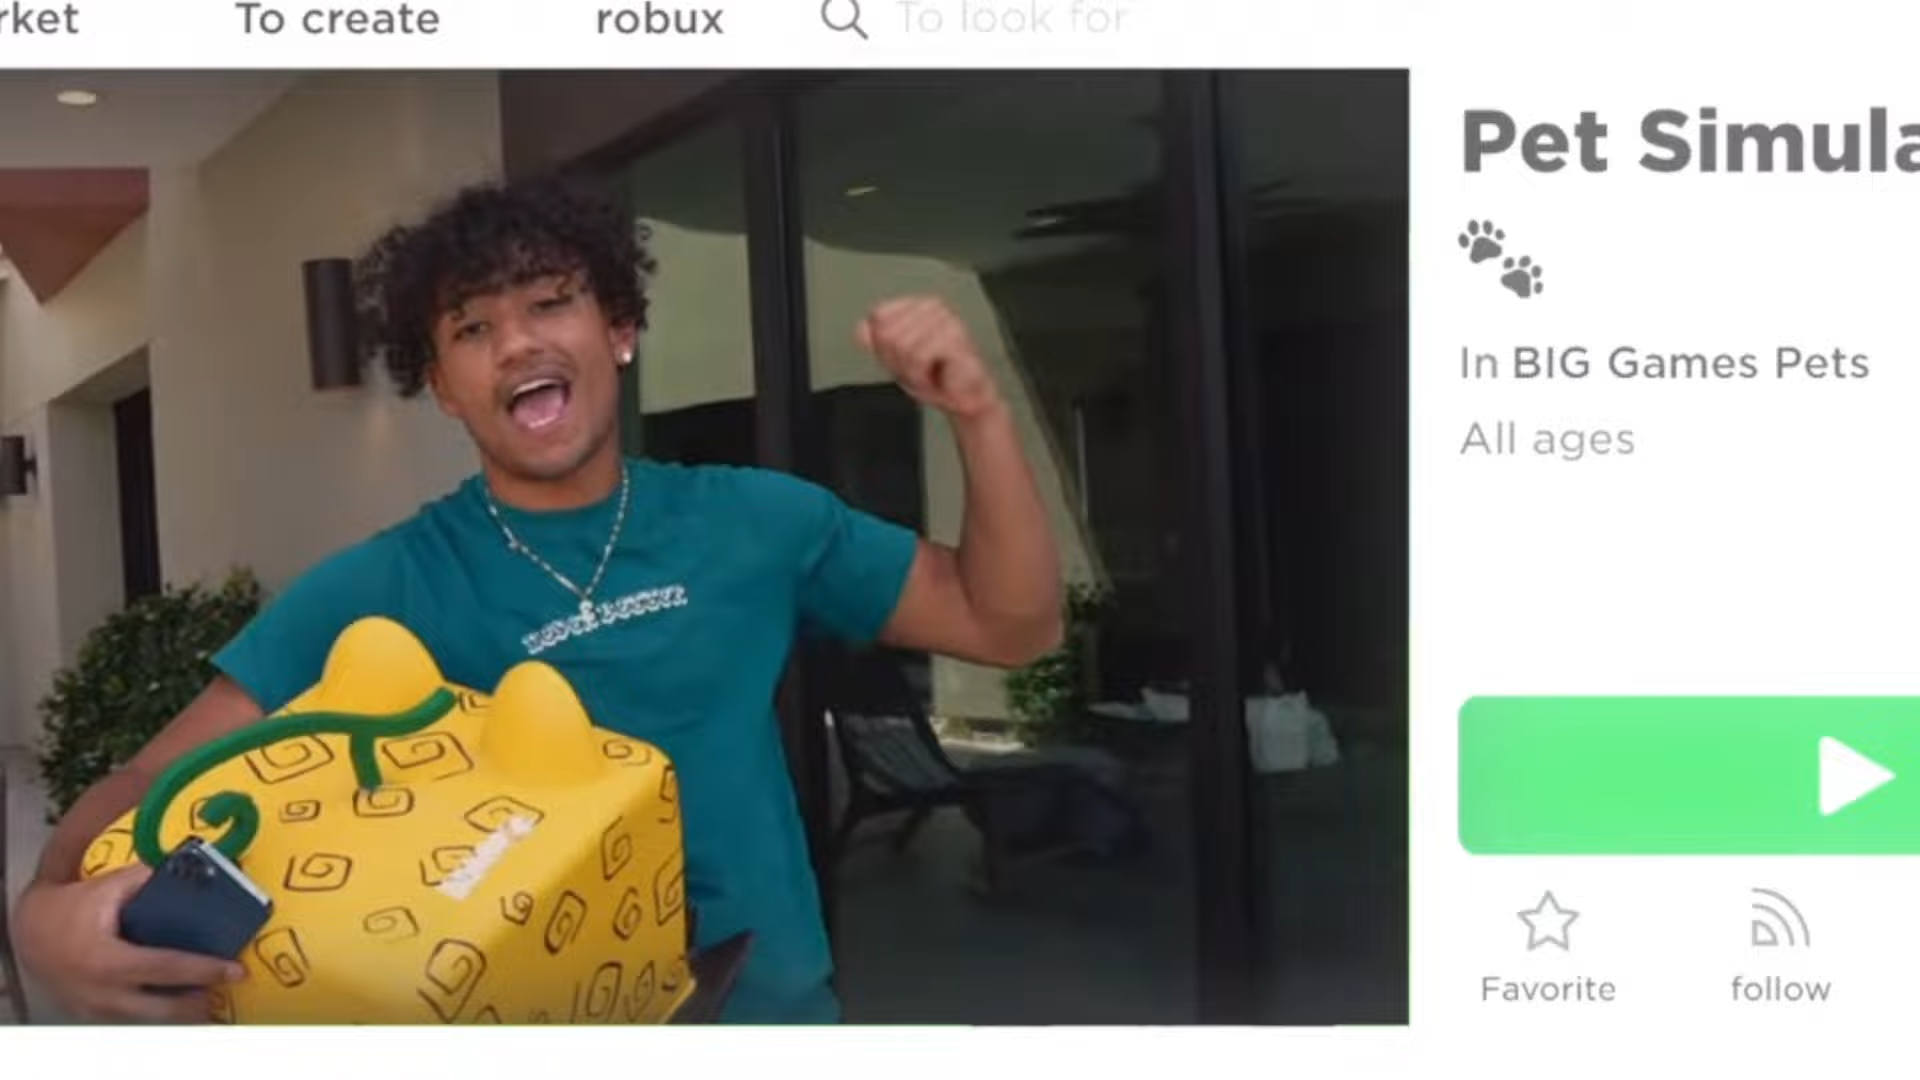 rket To create robux To look for
Pet Simula
In BIG Games Pets
All ages
Favorite follow